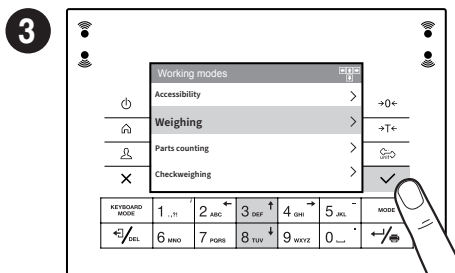 3
Working modes
Accessibility
Weighing
Parts counting
Checkweighing
→0←
→T←
unit
KEYBOARD MODE
1 .,?!
'
2 ABC
3 DEF
4 GHI
5 JKL
-
MODE
/DEL
6 MNO
7 PQRS
8 TUV
9 WXYZ
0